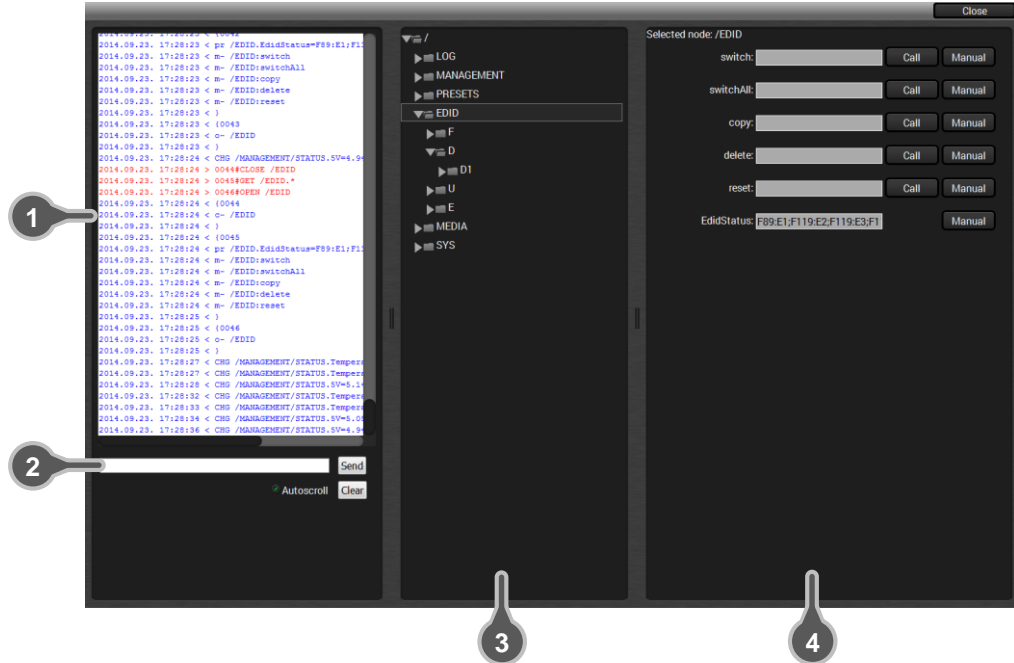 Close
2014.09.23. 17:28:23 < {0042
2014.09.23. 17:28:23 < pr /EDID.EdidStatus=F89:E1;F11
2014.09.23. 17:28:23 < m- /EDID:switch
2014.09.23. 17:28:23 < m- /EDID:switchAll
2014.09.23. 17:28:23 < m- /EDID:copy
2014.09.23. 17:28:23 < m- /EDID:delete
2014.09.23. 17:28:23 < m- /EDID:reset
2014.09.23. 17:28:23 < }
2014.09.23. 17:28:23 < {0043
2014.09.23. 17:28:23 < o- /EDID
2014.09.23. 17:28:23 < }
2014.09.23. 17:28:24 < CHG /MANAGEMENT/STATUS.5V=4.94
2014.09.23. 17:28:24 > 0044#CLOSE /EDID
2014.09.23. 17:28:24 > 0045#GET /EDID.*
2014.09.23. 17:28:24 > 0046#OPEN /EDID
2014.09.23. 17:28:24 < {0044
2014.09.23. 17:28:24 < c- /EDID
2014.09.23. 17:28:24 < }
2014.09.23. 17:28:24 < {0045
2014.09.23. 17:28:24 < pr /EDID.EdidStatus=F89:E1;F11
2014.09.23. 17:28:24 < m- /EDID:switch
2014.09.23. 17:28:24 < m- /EDID:switchAll
2014.09.23. 17:28:24 < m- /EDID:copy
2014.09.23. 17:28:24 < m- /EDID:delete
2014.09.23. 17:28:24 < m- /EDID:reset
2014.09.23. 17:28:25 < }
2014.09.23. 17:28:25 < {0046
2014.09.23. 17:28:25 < o- /EDID
2014.09.23. 17:28:25 < }
2014.09.23. 17:28:27 < CHG /MANAGEMENT/STATUS.Tempera
2014.09.23. 17:28:27 < CHG /MANAGEMENT/STATUS.Tempera
2014.09.23. 17:28:28 < CHG /MANAGEMENT/STATUS.5V=5.14
2014.09.23. 17:28:32 < CHG /MANAGEMENT/STATUS.Tempera
2014.09.23. 17:28:33 < CHG /MANAGEMENT/STATUS.Tempera
2014.09.23. 17:28:34 < CHG /MANAGEMENT/STATUS.5V=5.05
2014.09.23. 17:28:36 < CHG /MANAGEMENT/STATUS.5V=4.94
Send
Autoscroll Clear
/
LOG
MANAGEMENT
PRESETS
EDID
F
D
D1
U
E
MEDIA
SYS
Selected node: /EDID
switch: Call Manual
switchAll: Call Manual
copy: Call Manual
delete: Call Manual
reset: Call Manual
EdidStatus: F89:E1;F119:E2;F119:E3;F1 Manual
1
2
3
4